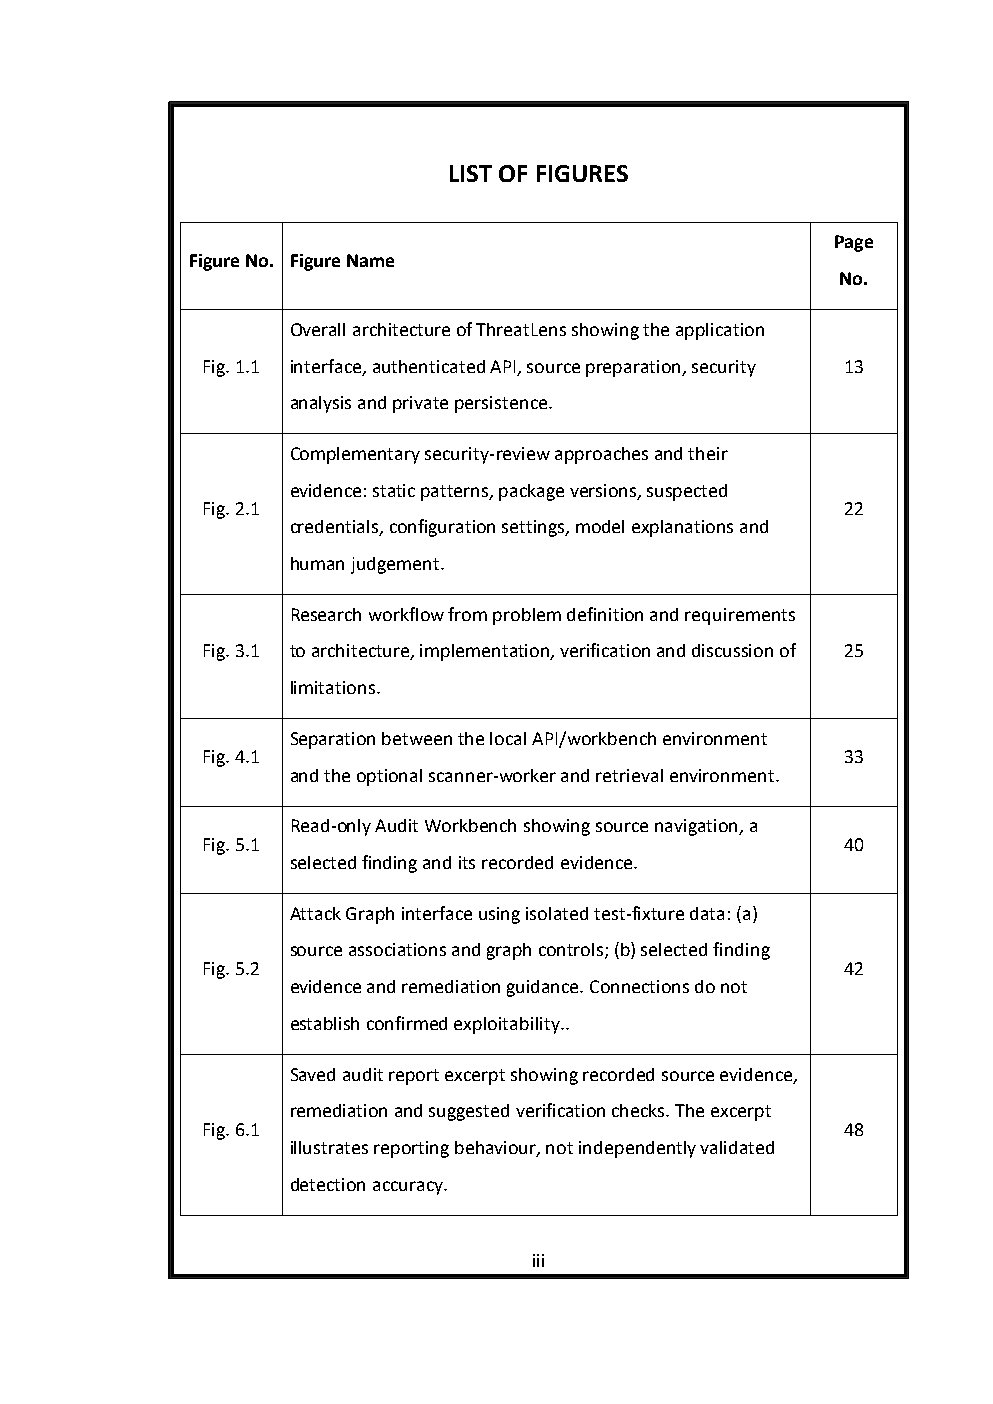 LIST OF FIGURES
Figure No. Figure Name Page No.
Overall architecture of ThreatLens showing the application
Fig. 1.1 interface, authenticated API, source preparation, security 13
analysis and private persistence.
Complementary security-review approaches and their
evidence: static patterns, package versions, suspected
Fig. 2.1 22
credentials, configuration settings, model explanations and
human judgement.
Research workflow from problem definition and requirements
Fig. 3.1 to architecture, implementation, verification and discussion of 25
limitations.
Separation between the local API/workbench environment
Fig. 4.1 33
and the optional scanner-worker and retrieval environment.
Read-only Audit Workbench showing source navigation, a
Fig. 5.1 40
selected finding and its recorded evidence.
Attack Graph interface using isolated test-fixture data: (a)
source associations and graph controls; (b) selected finding
Fig. 5.2 42
evidence and remediation guidance. Connections do not
establish confirmed exploitability..
Saved audit report excerpt showing recorded source evidence,
remediation and suggested verification checks. The excerpt
Fig. 6.1 48
illustrates reporting behaviour, not independently validated
detection accuracy.
iii